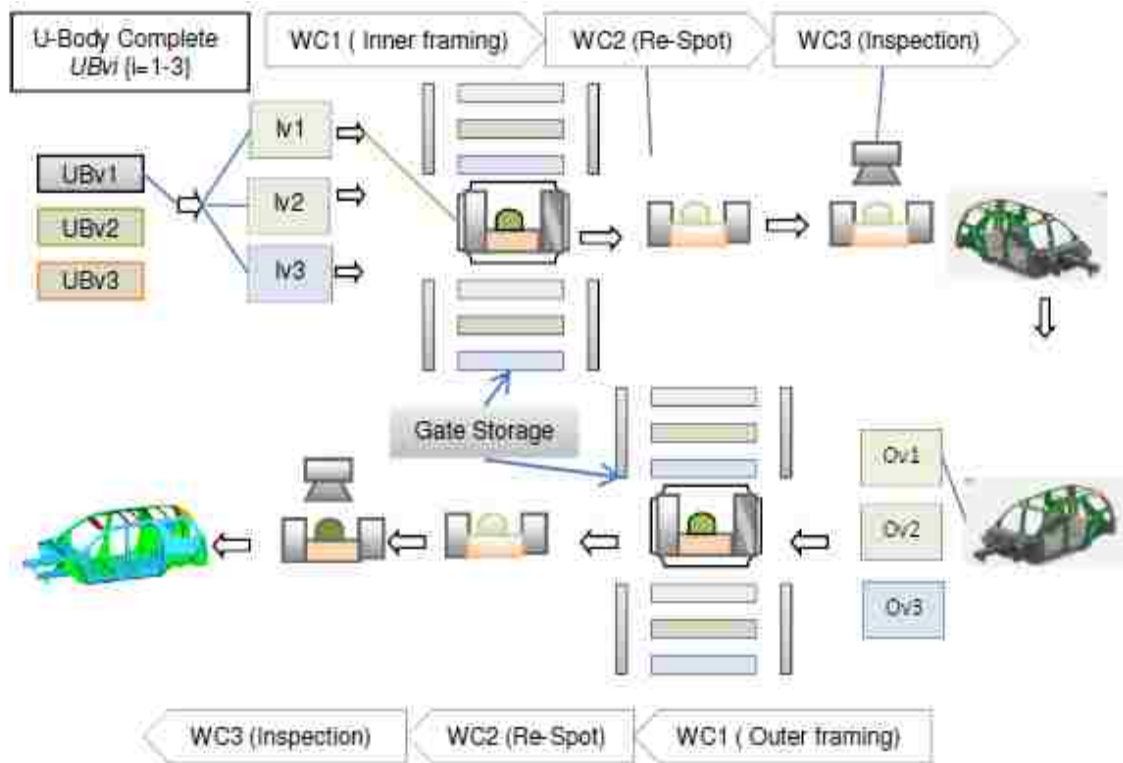 U-Body Complete
UBvi {i=1-3}
WC1 ( Inner framing)
WC2 (Re-Spot)
WC3 (Inspection)
Iv1
UBv1
Iv2
UBv2
Iv3
UBv3
Gate Storage
Ov1
Ov2
Ov3
WC3 (Inspection)
WC2 (Re-Spot)
WC1 ( Outer framing)